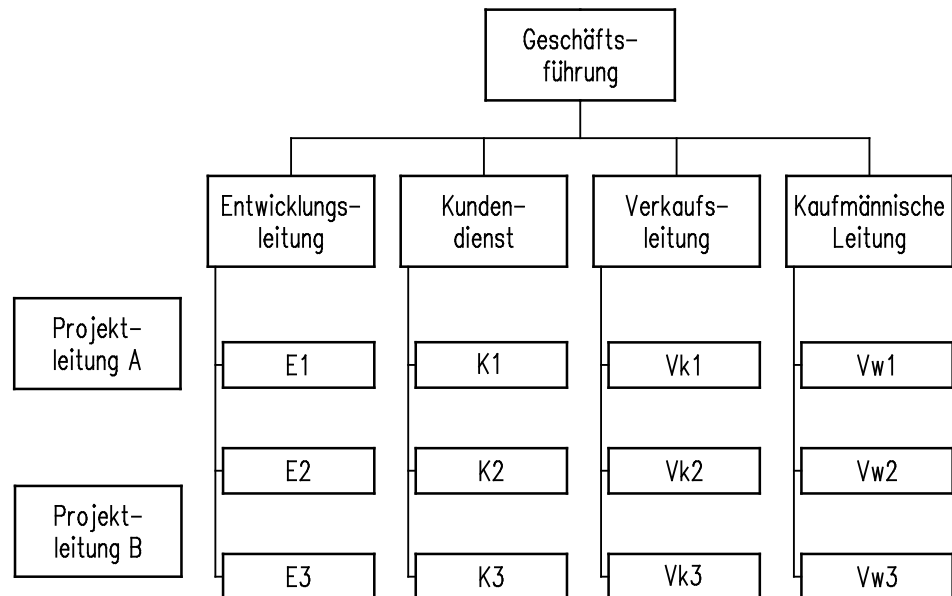 Geschäfts-
führung
Entwicklungs-
leitung
Kunden-
dienst
Verkaufs-
leitung
Kaufmännische
Leitung
Projekt-
leitung A
E1
K1
Vk1
Vw1
E2
K2
Vk2
Vw2
Projekt-
leitung B
E3
K3
Vk3
Vw3